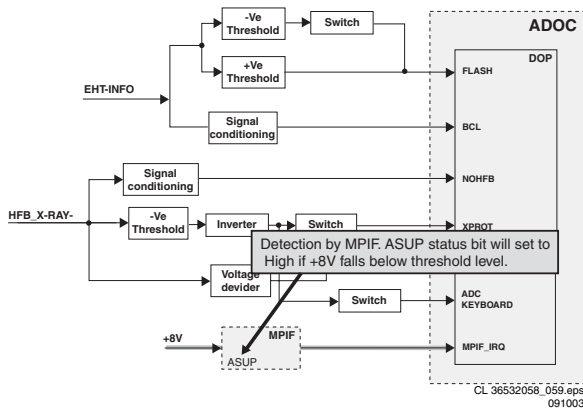 ADOC
-Ve
Threshold
Switch
DOP
+Ve
Threshold
FLASH
EHT-INFO
Signal
conditioning
BCL
Signal
conditioning
NOHFB
HFB_X-RAY-
-Ve
Threshold
Inverter
Switch
XPROT
Detection by MPIF. ASUP status bit will set to
High if +8V falls below threshold level.
Voltage
devider
Switch
ADC
KEYBOARD
+8V
MPIF
ASUP
MPIF_IRQ
CL 36532058_059.eps
091003